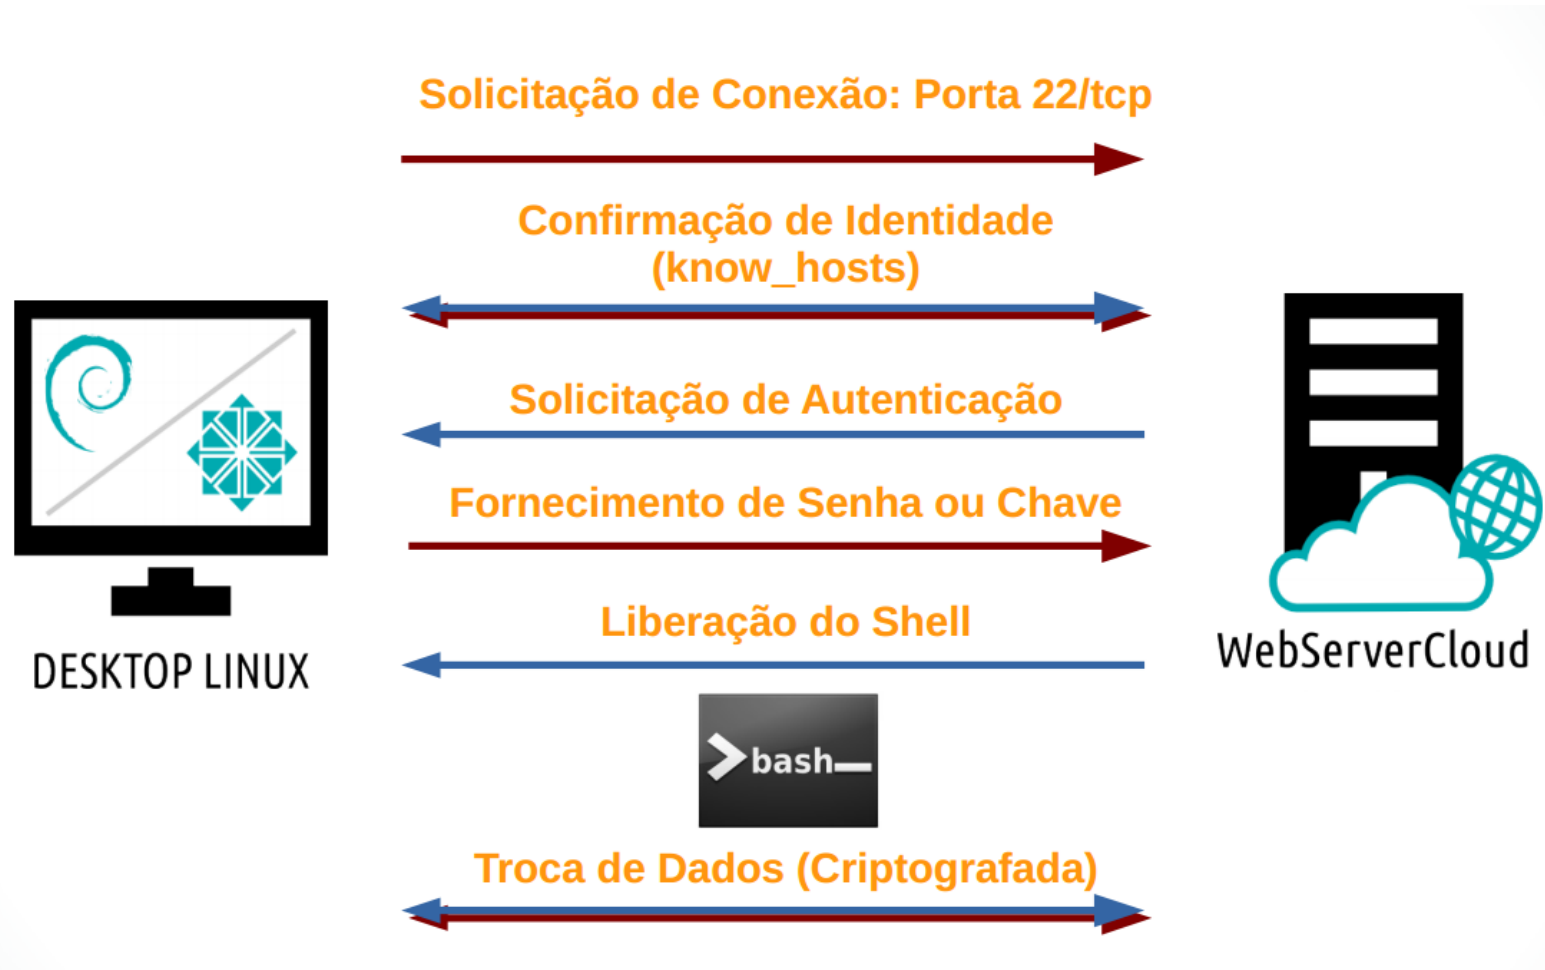 Solicitação de Conexão: Porta 22/tcp
Confirmação de Identidade
(know_hosts)
Solicitação de Autenticação
Fornecimento de Senha ou Chave
Liberação do Shell
DESKTOP LINUX
WebServerCloud
bash
Troca de Dados (Criptografada)